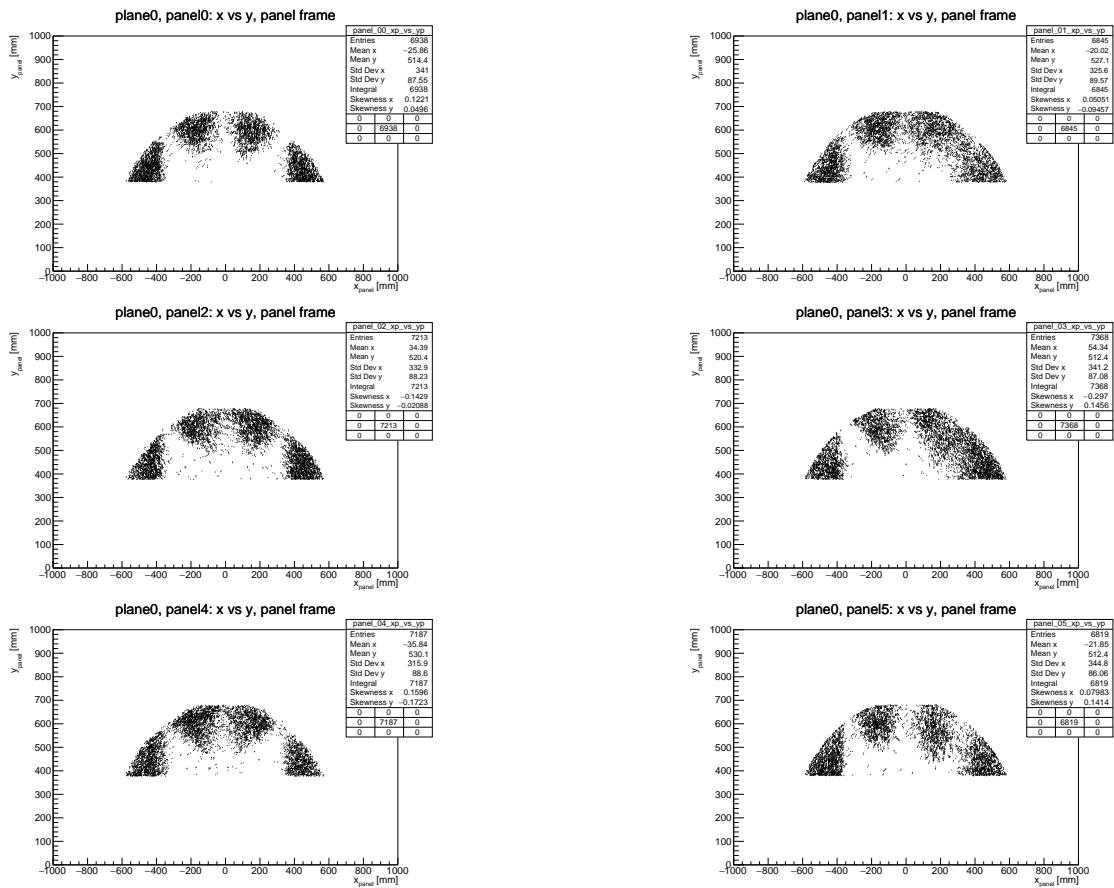 plane0, panel0: x vs y, panel frame
panel_00_xp_vs_yp
Entries 6938
Mean x −25.86
Mean y 514.4
Std Dev x 341
Std Dev y 87.55
Integral 6938
Skewness x 0.1221
Skewness y 0.0496
0 0 0
0 6938 0
0 0 0
y panel [mm]
1000
900
800
700
600
500
400
300
200
100
0
−1000 −800 −600 −400 −200 0 200 400 600 800 1000
x panel [mm]
plane0, panel1: x vs y, panel frame
panel_01_xp_vs_yp
Entries 6845
Mean x −20.02
Mean y 527.1
Std Dev x 325.6
Std Dev y 89.57
Integral 6845
Skewness x 0.05051
Skewness y −0.09457
0 0 0
0 6845 0
0 0 0
y panel [mm]
1000
900
800
700
600
500
400
300
200
100
0
−1000 −800 −600 −400 −200 0 200 400 600 800 1000
x panel [mm]
plane0, panel2: x vs y, panel frame
panel_02_xp_vs_yp
Entries 7213
Mean x 34.39
Mean y 520.4
Std Dev x 332.9
Std Dev y 88.23
Integral 7213
Skewness x −0.1429
Skewness y −0.02088
0 0 0
0 7213 0
0 0 0
y panel [mm]
1000
900
800
700
600
500
400
300
200
100
0
−1000 −800 −600 −400 −200 0 200 400 600 800 1000
x panel [mm]
plane0, panel3: x vs y, panel frame
panel_03_xp_vs_yp
Entries 7368
Mean x 54.34
Mean y 512.4
Std Dev x 341.2
Std Dev y 87.08
Integral 7368
Skewness x −0.297
Skewness y 0.1456
0 0 0
0 7368 0
0 0 0
y panel [mm]
1000
900
800
700
600
500
400
300
200
100
0
−1000 −800 −600 −400 −200 0 200 400 600 800 1000
x panel [mm]
plane0, panel4: x vs y, panel frame
panel_04_xp_vs_yp
Entries 7187
Mean x −35.84
Mean y 530.1
Std Dev x 315.9
Std Dev y 88.6
Integral 7187
Skewness x 0.1596
Skewness y −0.1723
0 0 0
0 7187 0
0 0 0
y panel [mm]
1000
900
800
700
600
500
400
300
200
100
0
−1000 −800 −600 −400 −200 0 200 400 600 800 1000
x panel [mm]
plane0, panel5: x vs y, panel frame
panel_05_xp_vs_yp
Entries 6819
Mean x −21.85
Mean y 512.4
Std Dev x 344.8
Std Dev y 86.06
Integral 6819
Skewness x 0.07983
Skewness y 0.1414
0 0 0
0 6819 0
0 0 0
y panel [mm]
1000
900
800
700
600
500
400
300
200
100
0
−1000 −800 −600 −400 −200 0 200 400 600 800 1000
x panel [mm]